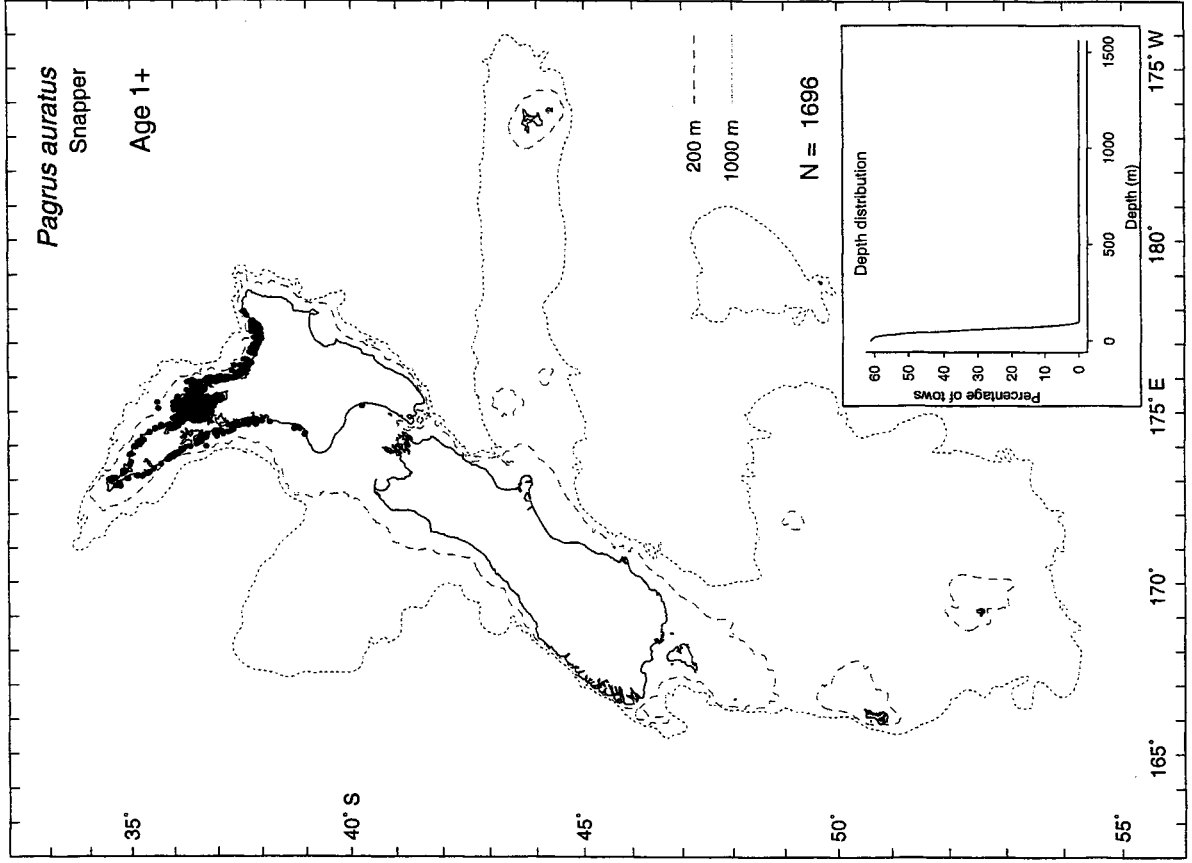 Pagrus auratus
Snapper
Age 1+
35°
40° S
45°
50°
55°
165°
170°
175° E
180°
175° W
200 m
1000 m
N = 1696
Depth distribution
Percentage of tows
60
50
40
30
20
10
0
0
500
1000
1500
Depth (m)